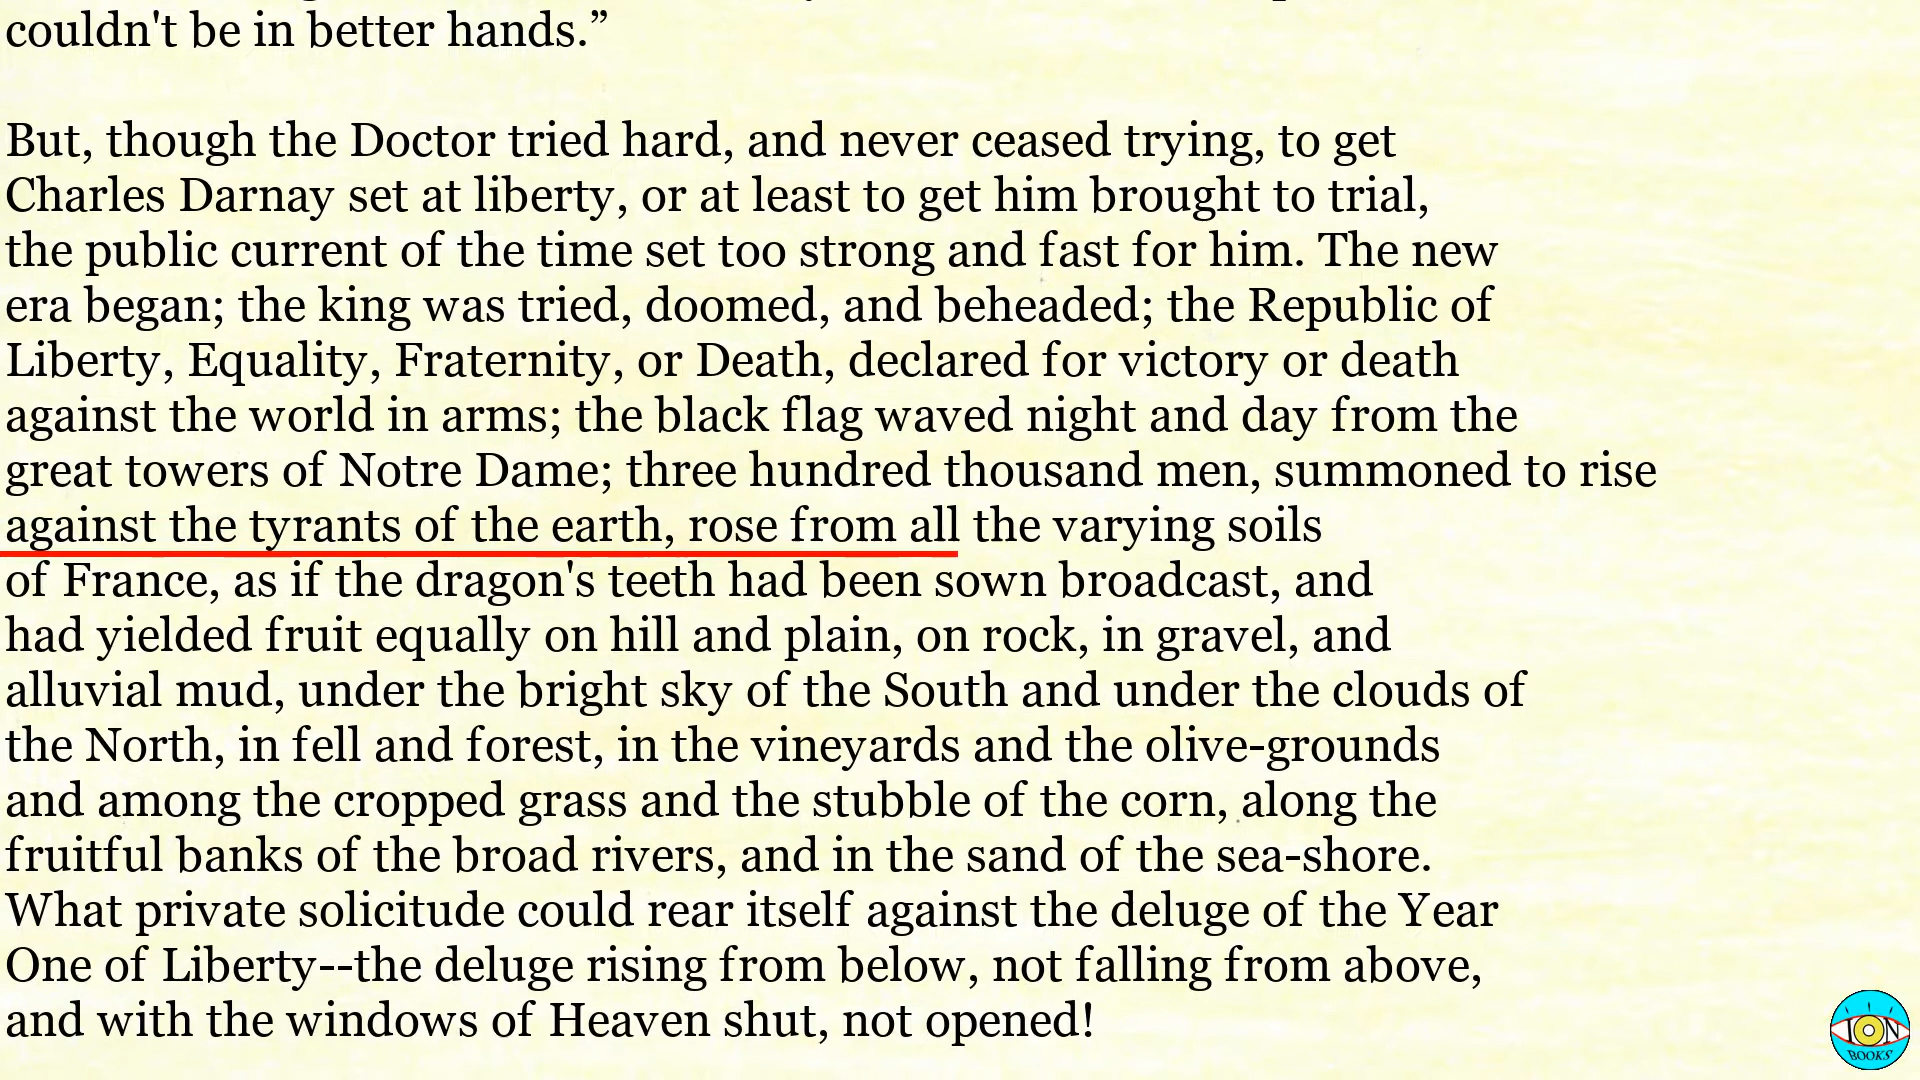 couldn't be in better hands.”
But, though the Doctor tried hard, and never ceased trying, to get
Charles Darnay set at liberty, or at least to get him brought to trial,
the public current of the time set too strong and fast for him. The new
era began; the king was tried, doomed, and beheaded; the Republic of
Liberty, Equality, Fraternity, or Death, declared for victory or death
against the world in arms; the black flag waved night and day from the
great towers of Notre Dame; three hundred thousand men, summoned to rise
against the tyrants of the earth, rose from all the varying soils
of France, as if the dragon's teeth had been sown broadcast, and
had yielded fruit equally on hill and plain, on rock, in gravel, and
alluvial mud, under the bright sky of the South and under the clouds of
the North, in fell and forest, in the vineyards and the olive-grounds
and among the cropped grass and the stubble of the corn, along the
fruitful banks of the broad rivers, and in the sand of the sea-shore.
What private solicitude could rear itself against the deluge of the Year
One of Liberty--the deluge rising from below, not falling from above,
and with the windows of Heaven shut, not opened!
ION
BOOKS